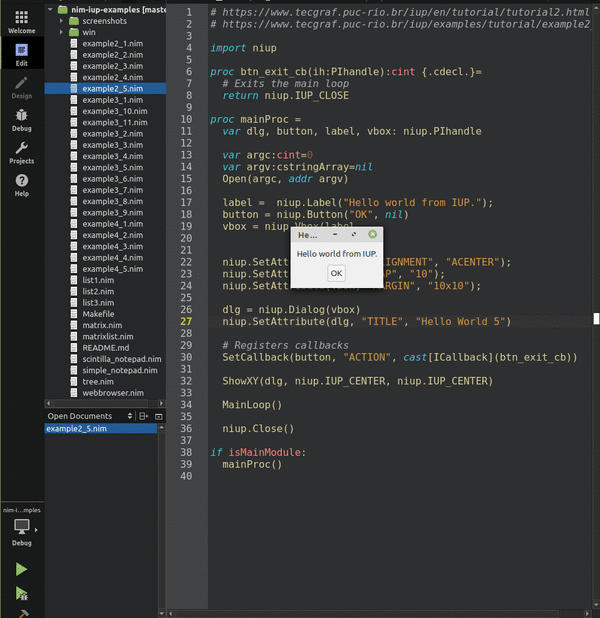 Welcome
Edit
Design
Debug
Projects
Help
nim-i...mples
Debug
nim-iup-examples [maste
screenshots
win
example2_1.nim
example2_2.nim
example2_3.nim
example2_4.nim
example2_5.nim
example3_1.nim
example3_10.nim
example3_11.nim
example3_2.nim
example3_3.nim
example3_4.nim
example3_5.nim
example3_6.nim
example3_7.nim
example3_8.nim
example3_9.nim
example4_1.nim
example4_2.nim
example4_3.nim
example4_4.nim
example4_5.nim
list1.nim
list2.nim
list3.nim
Makefile
matrix.nim
matrixlist.nim
README.md
scintilla_notepad.nim
simple_notepad.nim
tree.nim
webbrowser.nim
Open Documents
example2_5.nim
1 # https://www.tecgraf.puc-rio.br/iup/en/tutorial/tutorial2.html
2 # https://www.tecgraf.puc-rio.br/iup/examples/tutorial/example2_
3
4 import niup
5
6 proc btn_exit_cb(ih:PIhandle):cint {.cdecl.}=
7 # Exits the main loop
8 return niup.IUP_CLOSE
9
10 proc mainProc =
11 var dlg, button, label, vbox: niup.PIhandle
12
13 var argc:cint=0
14 var argv:cstringArray=nil
15 Open(argc, addr argv)
16
17 label = niup.Label("Hello world from IUP.");
18 button = niup.Button("OK", nil)
19 vbox = niup.Vbox(label,
20
21
22 niup.SetAt IGNMENT", "ACENTER");
23 niup.SetAt AP", "10");
24 niup.SetAt ARGIN", "10x10");
25
26 dlg = niup.Dialog(vbox)
27 niup.SetAttribute(dlg, "TITLE", "Hello World 5")
28
29 # Registers callbacks
30 SetCallback(button, "ACTION", cast[ICallback](btn_exit_cb))
31
32 ShowXY(dlg, niup.IUP_CENTER, niup.IUP_CENTER)
33
34 MainLoop()
35
36 niup.Close()
37
38 if isMainModule:
39 mainProc()
40
He...
Hello world from IUP.
OK